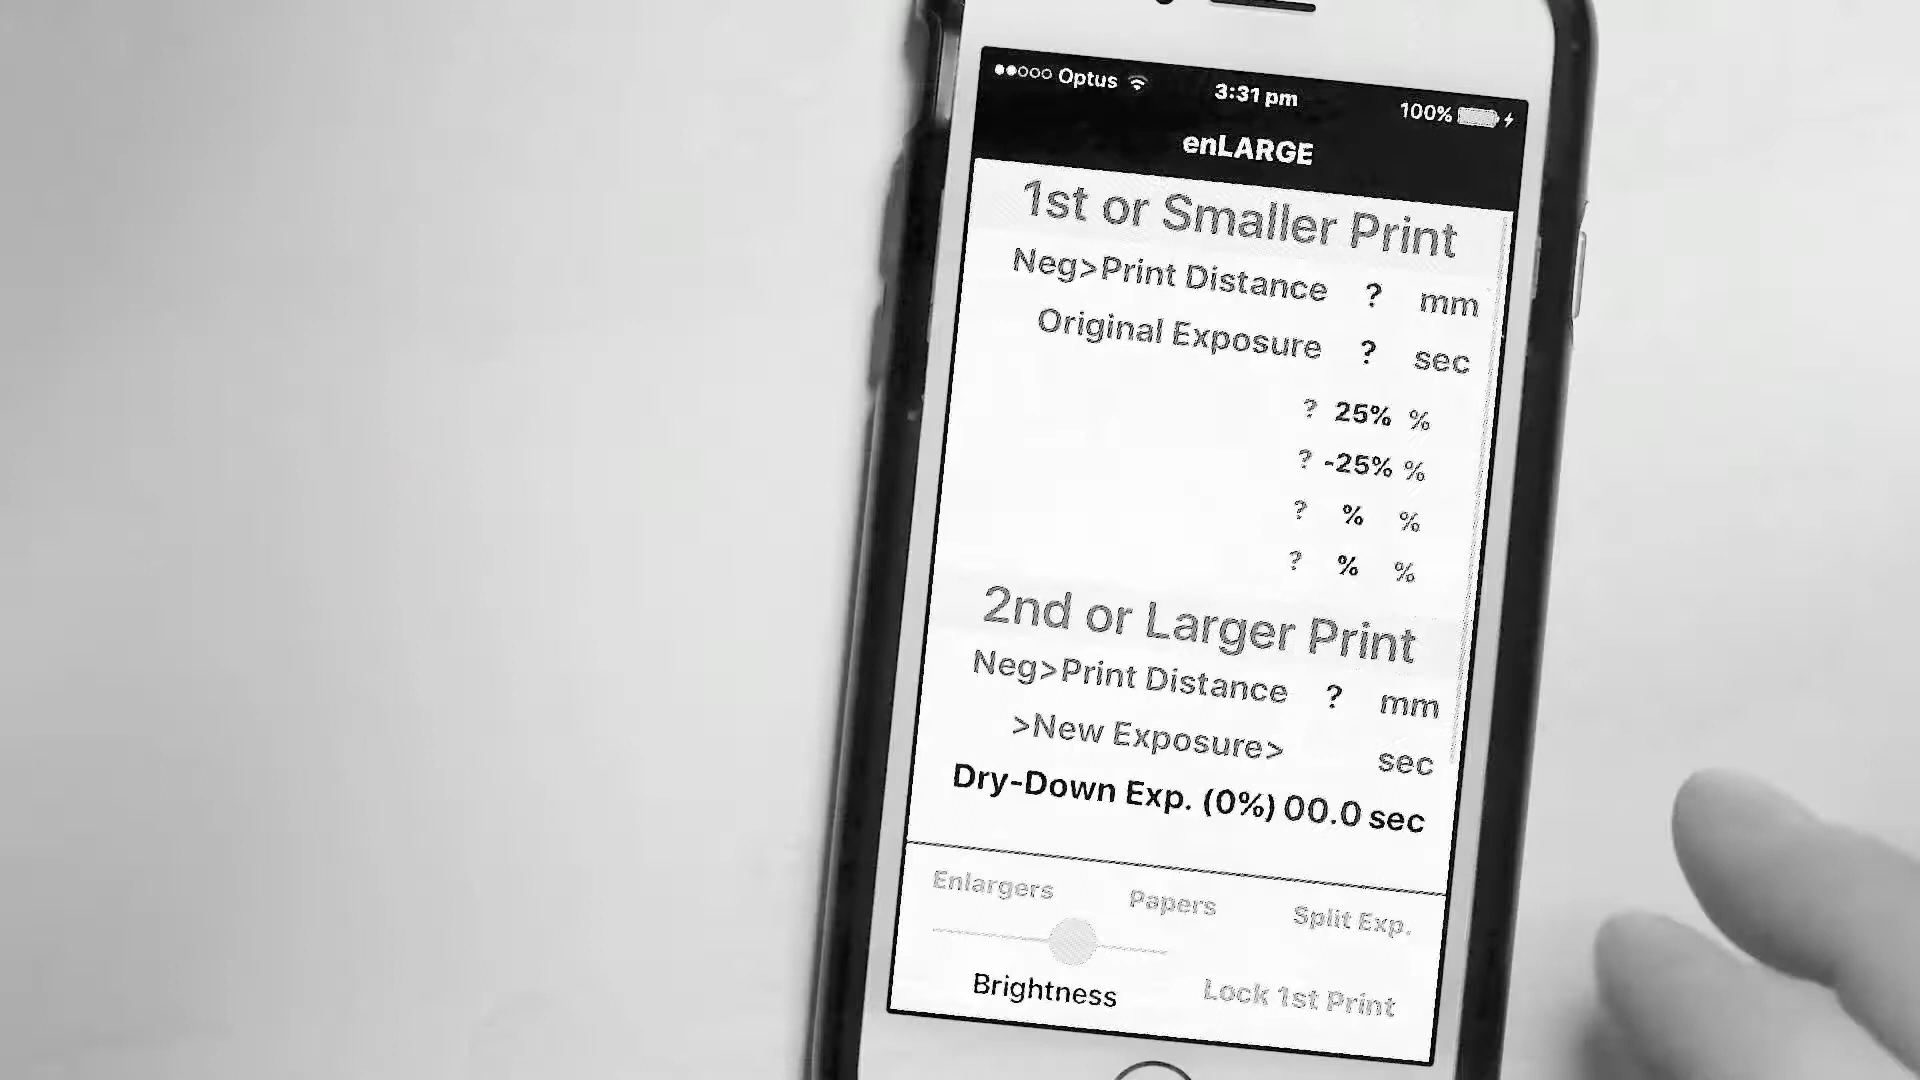 Optus 3:31 pm 100%
enLARGE
1st or Smaller Print
Neg>Print Distance ? mm
Original Exposure ? sec
? 25% %
? -25% %
? % %
? % %
2nd or Larger Print
Neg>Print Distance ? mm
>New Exposure> sec
Dry-Down Exp. (0%) 00.0 sec
Enlargers Papers Split Exp.
Brightness Lock 1st Print